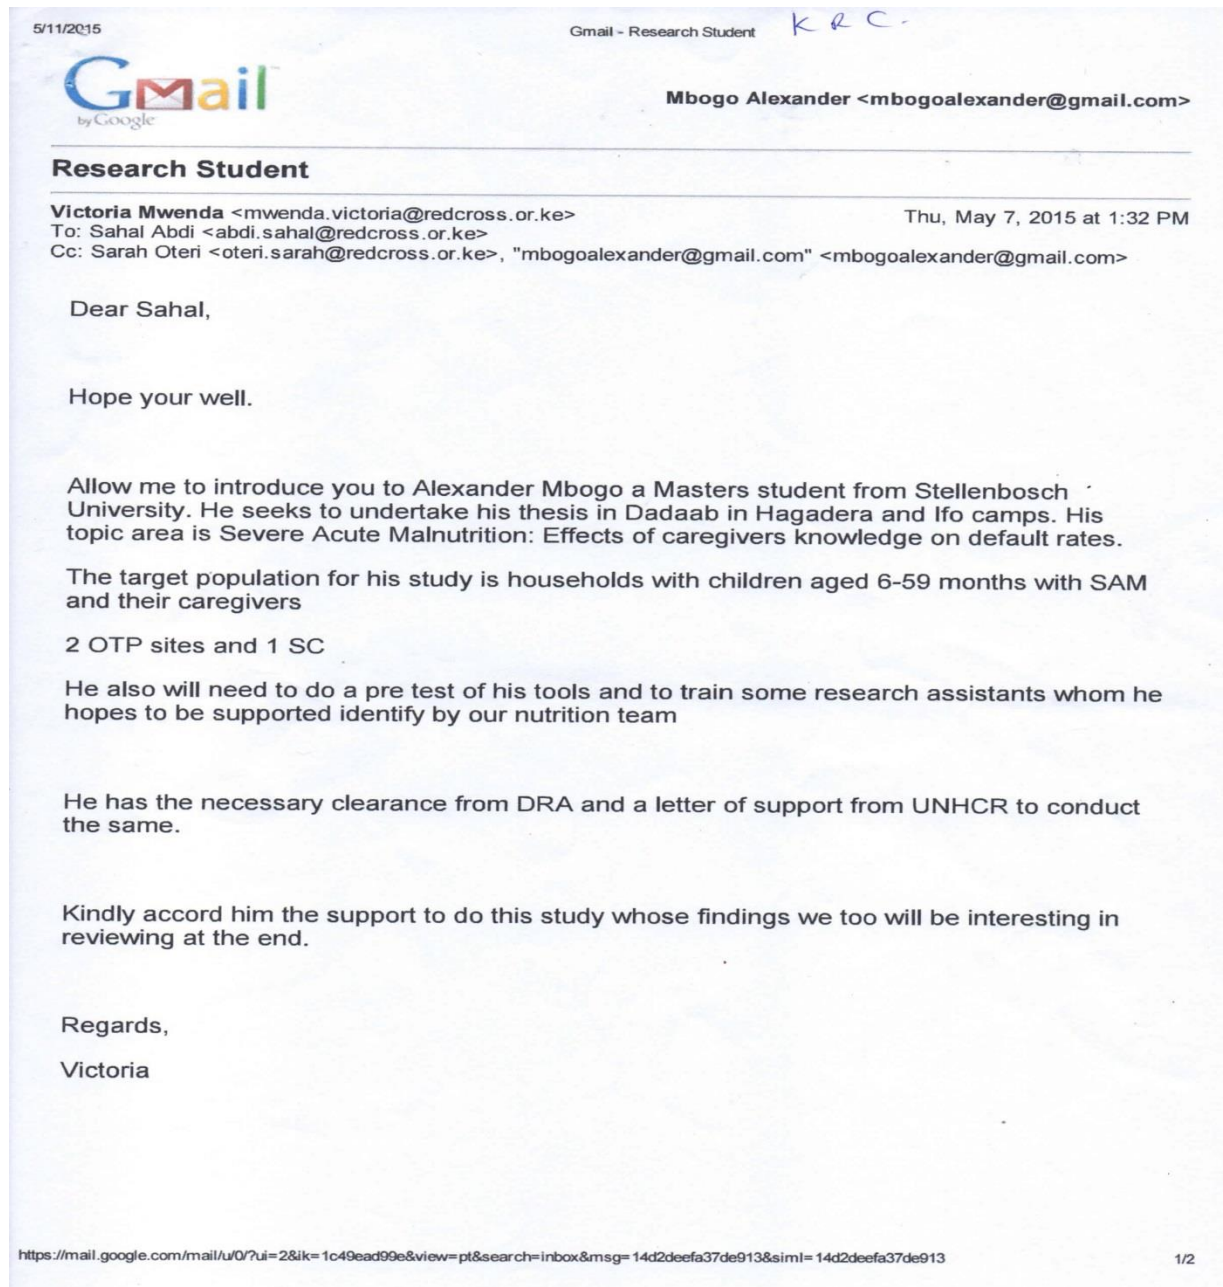 5/11/2015
Gmail - Research Student
K R C.
Gmail
by Google
Mbogo Alexander <mbogoalexander@gmail.com>
Research Student
Victoria Mwenda <mwenda.victoria@redcross.or.ke>
Thu, May 7, 2015 at 1:32 PM
To: Sahal Abdi <abdi.sahal@redcross.or.ke>
Cc: Sarah Oteri <oteri.sarah@redcross.or.ke>, "mbogoalexander@gmail.com" <mbogoalexander@gmail.com>
Dear Sahal,
Hope your well.
Allow me to introduce you to Alexander Mbogo a Masters student from Stellenbosch
University. He seeks to undertake his thesis in Dadaab in Hagadera and Ifo camps. His
topic area is Severe Acute Malnutrition: Effects of caregivers knowledge on default rates.
The target population for his study is households with children aged 6-59 months with SAM
and their caregivers
2 OTP sites and 1 SC
He also will need to do a pre test of his tools and to train some research assistants whom he
hopes to be supported identify by our nutrition team
He has the necessary clearance from DRA and a letter of support from UNHCR to conduct
the same.
Kindly accord him the support to do this study whose findings we too will be interesting in
reviewing at the end.
Regards,
Victoria
https://mail.google.com/mail/u/0/?ui=2&ik=1c49ead99e&view=pt&search=inbox&msg=14d2deefa37de913&siml=14d2deefa37de913
1/2